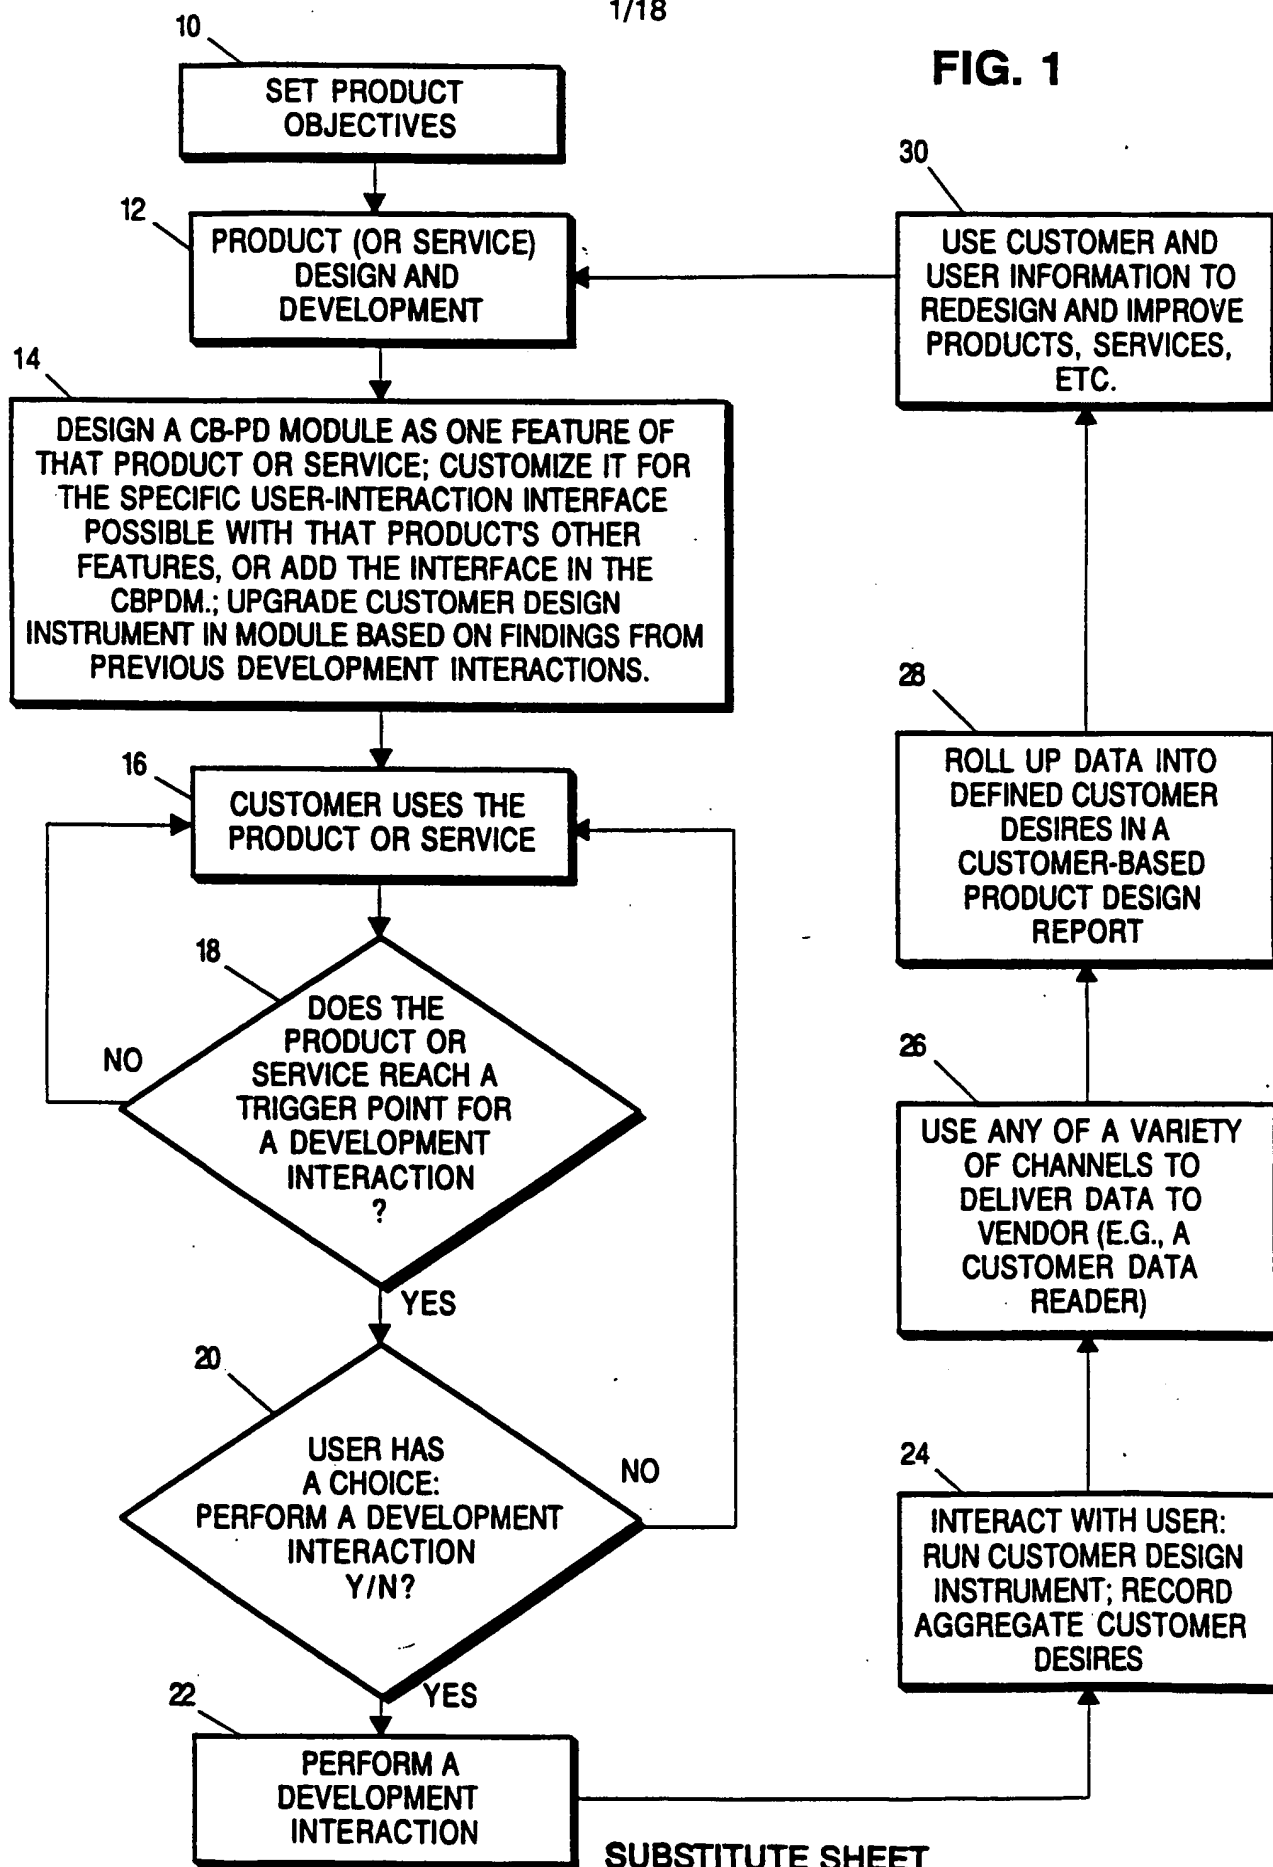 1/18
FIG. 1
10
SET PRODUCT
OBJECTIVES
12
PRODUCT (OR SERVICE)
DESIGN AND
DEVELOPMENT
14
DESIGN A CB-PD MODULE AS ONE FEATURE OF
THAT PRODUCT OR SERVICE; CUSTOMIZE IT FOR
THE SPECIFIC USER-INTERACTION INTERFACE
POSSIBLE WITH THAT PRODUCT'S OTHER
FEATURES, OR ADD THE INTERFACE IN THE
CBPDM.; UPGRADE CUSTOMER DESIGN
INSTRUMENT IN MODULE BASED ON FINDINGS FROM
PREVIOUS DEVELOPMENT INTERACTIONS.
16
CUSTOMER USES THE
PRODUCT OR SERVICE
18
DOES THE
PRODUCT OR
SERVICE REACH A
TRIGGER POINT FOR
A DEVELOPMENT
INTERACTION
?
NO
YES
20
USER HAS
A CHOICE:
PERFORM A DEVELOPMENT
INTERACTION
Y/N?
NO
YES
22
PERFORM A
DEVELOPMENT
INTERACTION
24
INTERACT WITH USER:
RUN CUSTOMER DESIGN
INSTRUMENT; RECORD
AGGREGATE CUSTOMER
DESIRES
26
USE ANY OF A VARIETY
OF CHANNELS TO
DELIVER DATA TO
VENDOR (E.G., A
CUSTOMER DATA
READER)
28
ROLL UP DATA INTO
DEFINED CUSTOMER
DESIRES IN A
CUSTOMER-BASED
PRODUCT DESIGN
REPORT
30
USE CUSTOMER AND
USER INFORMATION TO
REDESIGN AND IMPROVE
PRODUCTS, SERVICES,
ETC.
SUBSTITUTE SHEET